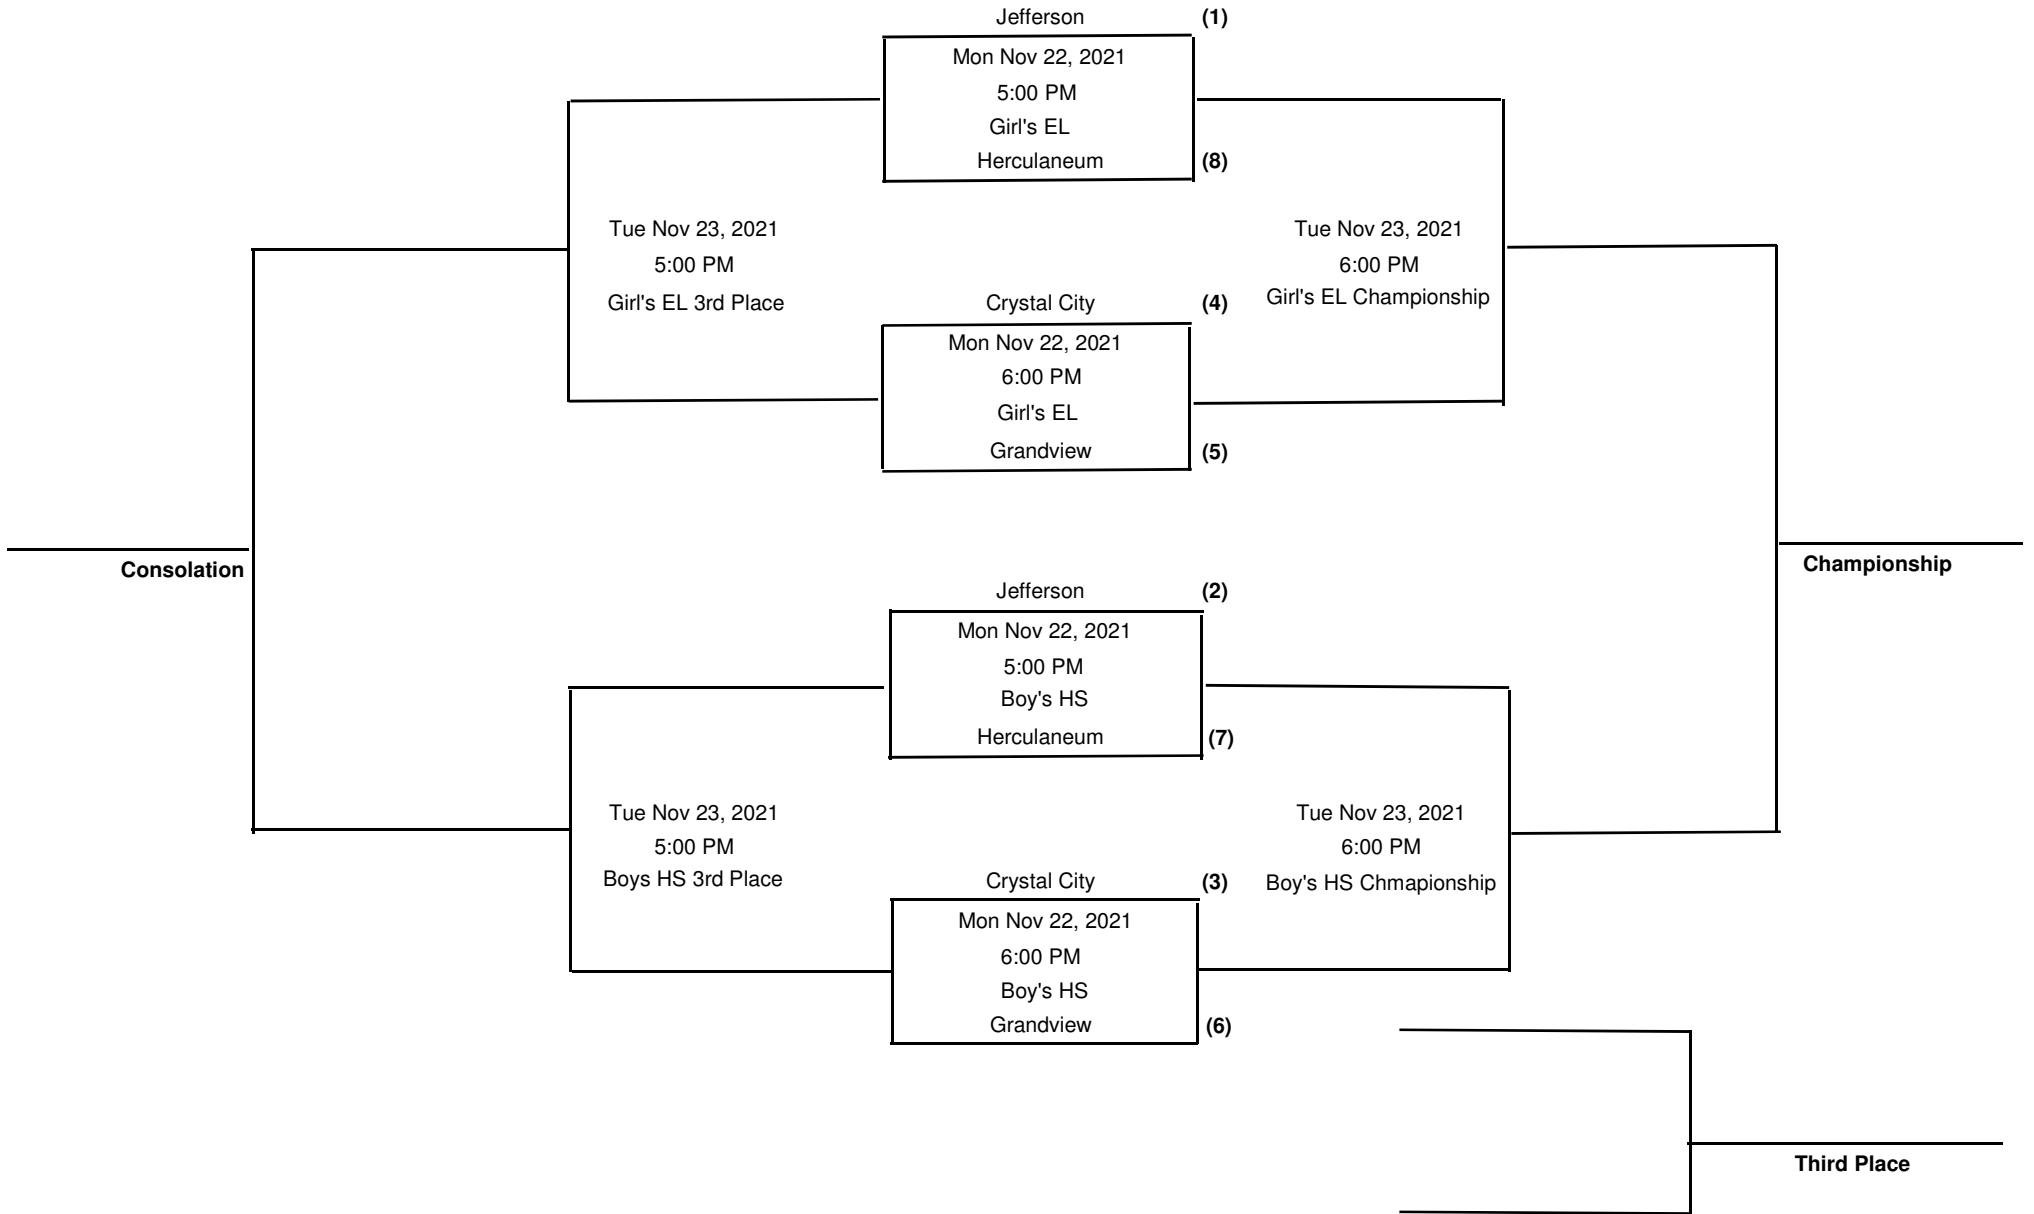 Jefferson (1)
Mon Nov 22, 2021
5:00 PM
Girl's EL
Herculaneum (8)
Tue Nov 23, 2021
5:00 PM
Girl's EL 3rd Place
Tue Nov 23, 2021
6:00 PM
Girl's EL Championship
Crystal City (4)
Mon Nov 22, 2021
6:00 PM
Girl's EL
Grandview (5)
Consolation
Championship
Jefferson (2)
Mon Nov 22, 2021
5:00 PM
Boy's HS
Herculaneum (7)
Tue Nov 23, 2021
5:00 PM
Boys HS 3rd Place
Tue Nov 23, 2021
6:00 PM
Boy's HS Chmapionship
Crystal City (3)
Mon Nov 22, 2021
6:00 PM
Boy's HS
Grandview (6)
Third Place